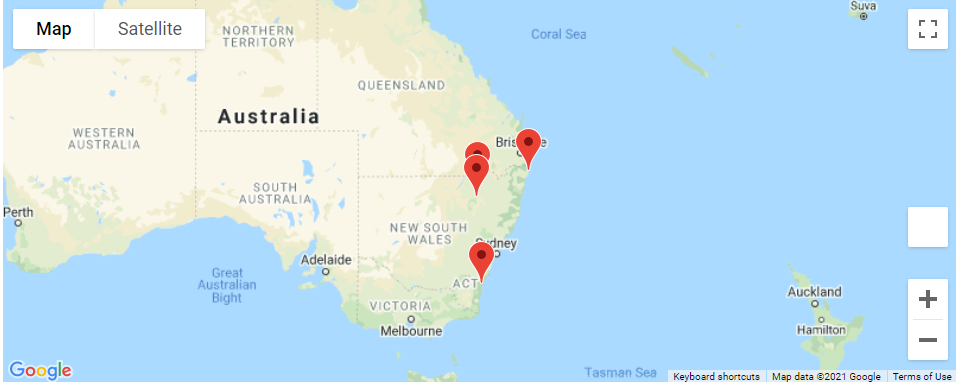 Map
Satellite
Suva
NORTHERN
TERRITORY
Coral Sea
QUEENSLAND
Australia
WESTERN
AUSTRALIA
SOUTH
AUSTRALIA
NEW SOUTH
WALES
Perth
Adelaide
Great
Australian
Bight
ACT
VICTORIA
Melbourne
Auckland
Hamilton
Tasman Sea
Google
Keyboard shortcuts
Map data ©2021 Google
Terms of Use